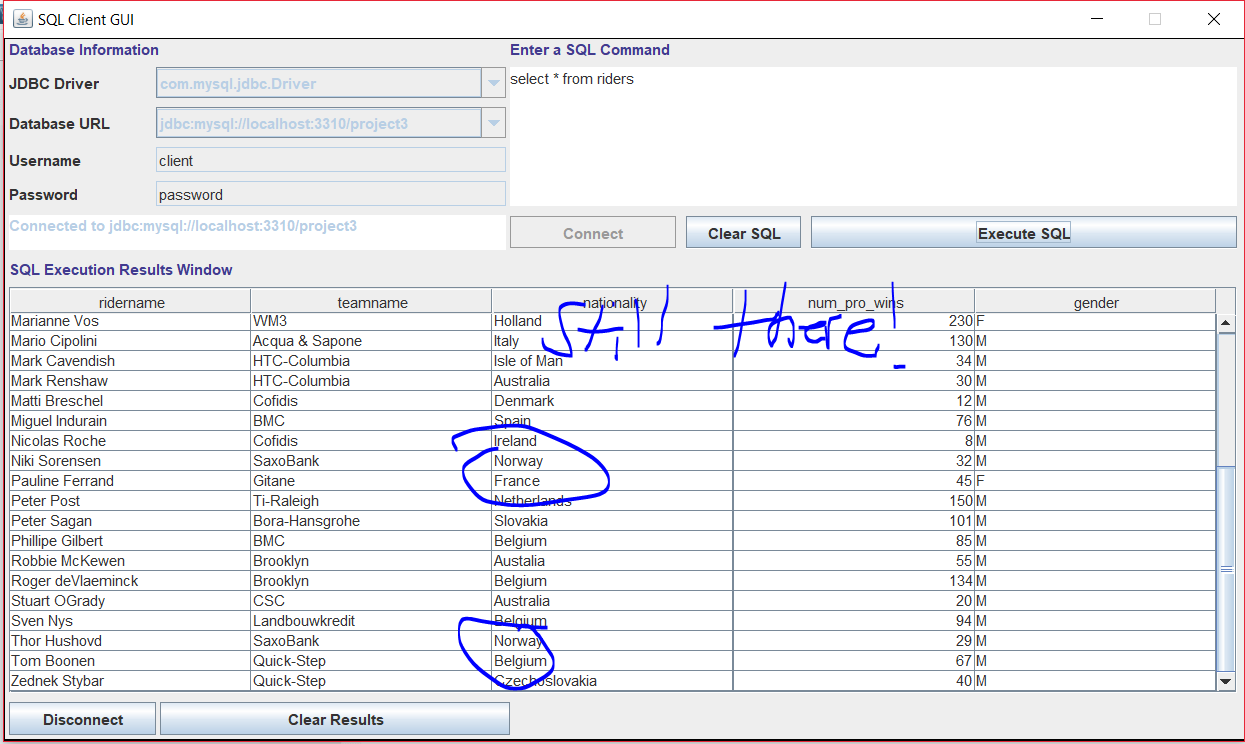 SQL Client GUI
Database Information Enter a SQL Command
JDBC Driver com.mysql.jdbc.Driver select * from riders
Database URL jdbc:mysql://localhost:3310/project3
Username client
Password password
Connected to jdbc:mysql://localhost:3310/project3 Connect Clear SQL Execute SQL
SQL Execution Results Window
ridername teamname nationality num_pro_wins gender
Still there!
Marianne Vos WM3 Holland 230 F
Mario Cipolini Acqua & Sapone Italy 130 M
Mark Cavendish HTC-Columbia Isle of Man 34 M
Mark Renshaw HTC-Columbia Australia 30 M
Matti Breschel Cofidis Denmark 12 M
Miguel Indurain BMC Spain 76 M
Nicolas Roche Cofidis Ireland 8 M
Niki Sorensen SaxoBank Norway 32 M
Pauline Ferrand Gitane France 45 F
Peter Post Ti-Raleigh Netherlands 150 M
Peter Sagan Bora-Hansgrohe Slovakia 101 M
Phillipe Gilbert BMC Belgium 85 M
Robbie McKewen Brooklyn Austalia 55 M
Roger deVlaeminck Brooklyn Belgium 134 M
Stuart OGrady CSC Australia 20 M
Sven Nys Landbouwkredit Belgium 94 M
Thor Hushovd SaxoBank Norway 29 M
Tom Boonen Quick-Step Belgium 67 M
Zednek Stybar Quick-Step Czechoslovakia 40 M
Disconnect Clear Results